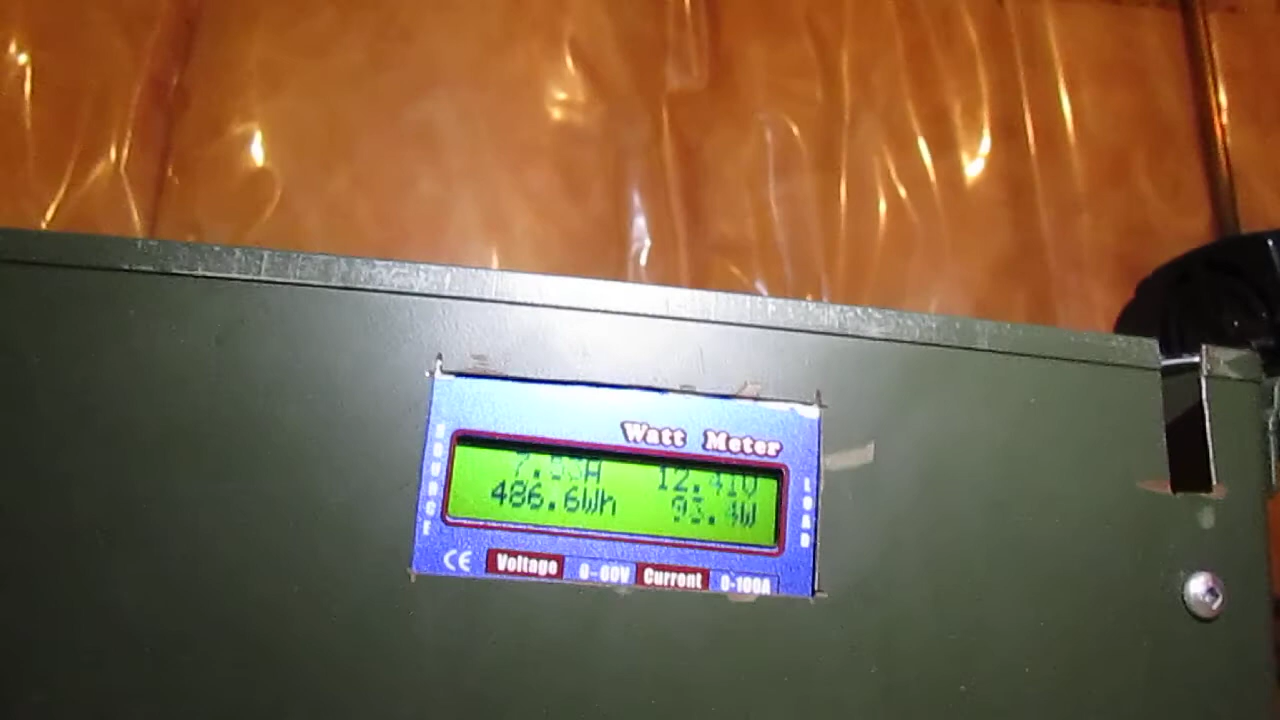 Watt Meter
SOURCE
12.41V
486.6Wh 93.4W
LOAD
CE Voltage 0-60V Current 0-100A